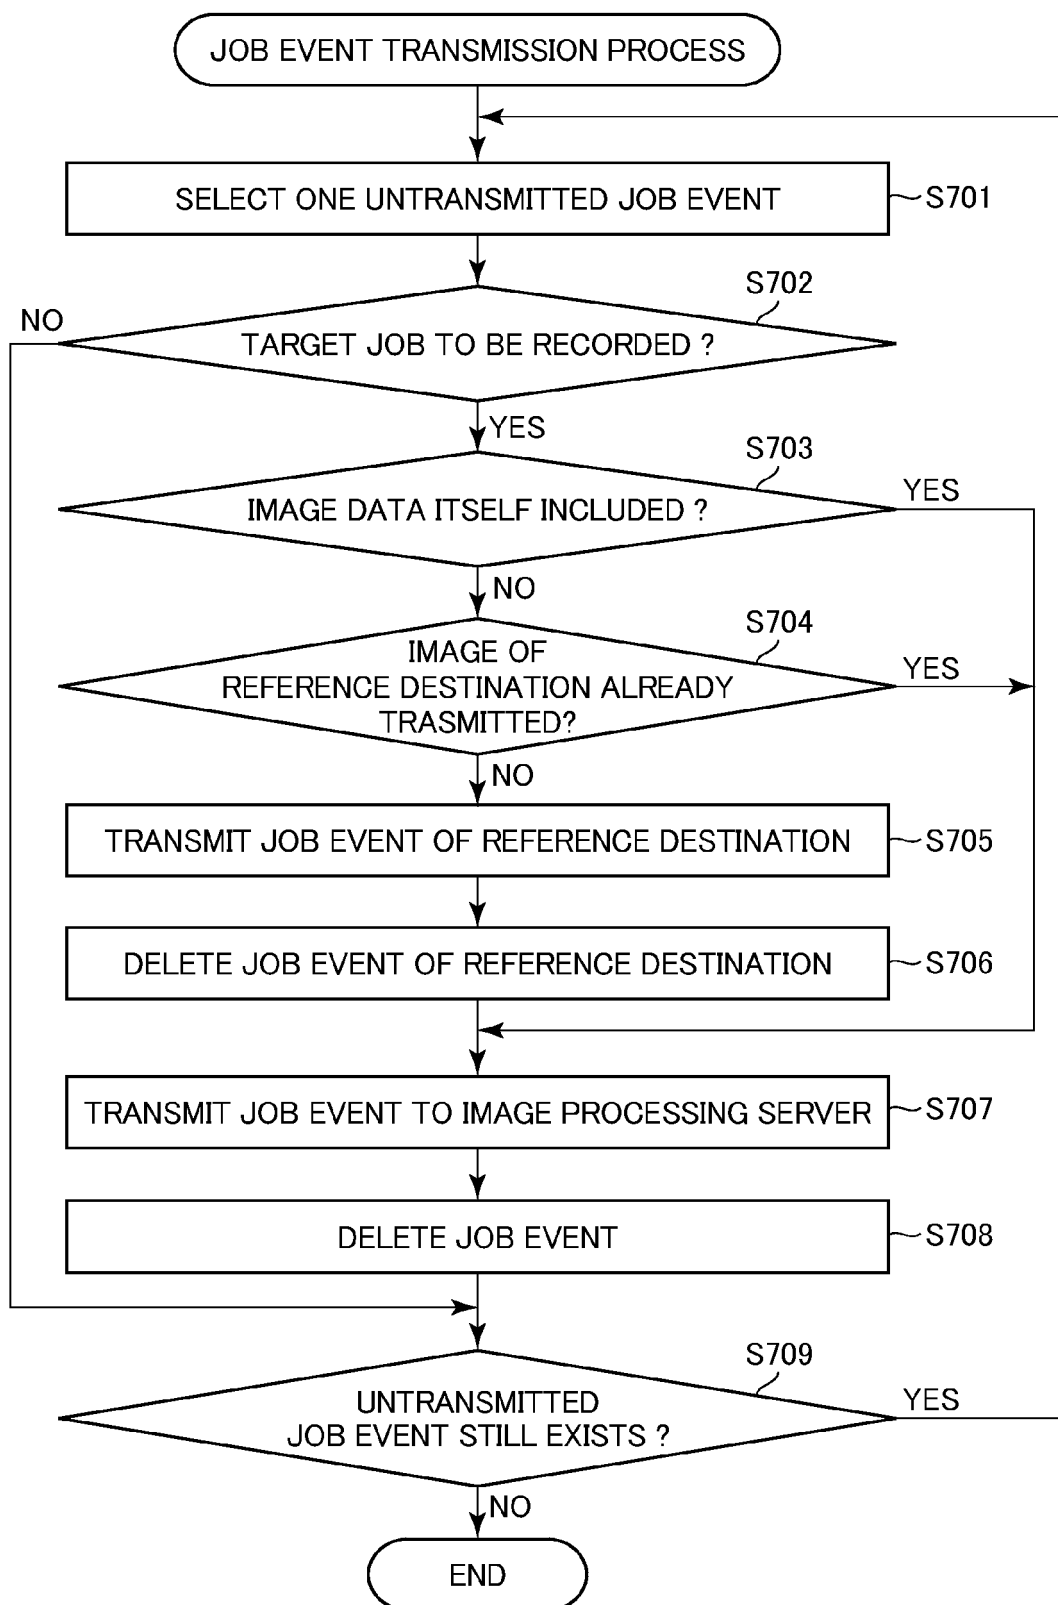 JOB EVENT TRANSMISSION PROCESS
SELECT ONE UNTRANSMITTED JOB EVENT
S701
S702
NO
TARGET JOB TO BE RECORDED ?
YES
S703
YES
IMAGE DATA ITSELF INCLUDED ?
NO
S704
IMAGE OF
REFERENCE DESTINATION ALREADY
TRASMITTED?
YES
NO
TRANSMIT JOB EVENT OF REFERENCE DESTINATION
S705
DELETE JOB EVENT OF REFERENCE DESTINATION
S706
TRANSMIT JOB EVENT TO IMAGE PROCESSING SERVER
S707
DELETE JOB EVENT
S708
S709
UNTRANSMITTED
JOB EVENT STILL EXISTS ?
YES
NO
END